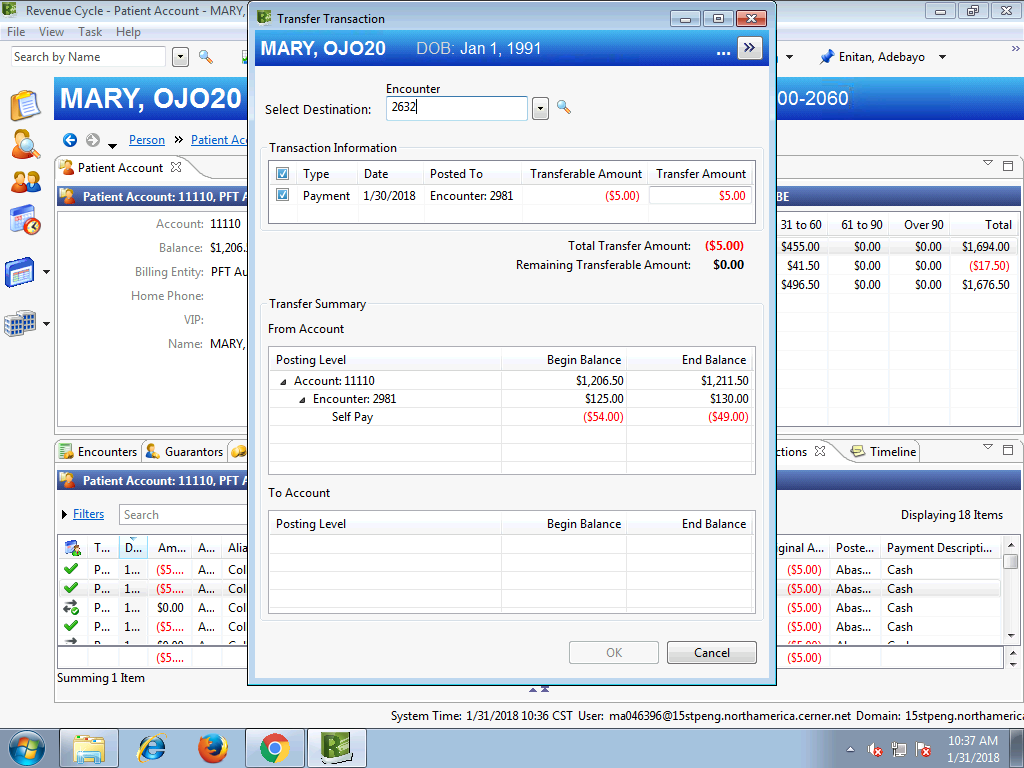 Revenue Cycle - Patient Account - MARY,
File View Task Help
Search by Name
Enitan, Adebayo
MARY, OJO20
00-2060
Person » Patient Acc
Patient Account
Patient Account: 11110, PFT A
BE
Account: 11110
Balance: $1,206.
Billing Entity: PFT Au
Home Phone:
VIP:
Name: MARY,
31 to 60 61 to 90 Over 90 Total
$455.00 $0.00 $0.00 $1,694.00
$41.50 $0.00 $0.00 ($17.50)
$496.50 $0.00 $0.00 $1,676.50
Transfer Transaction
MARY, OJO20 DOB: Jan 1, 1991 ... »
Encounter
Select Destination: 2632
Transaction Information
Type Date Posted To Transferable Amount Transfer Amount
Payment 1/30/2018 Encounter: 2981 ($5.00) $5.00
Total Transfer Amount: ($5.00)
Remaining Transferable Amount: $0.00
Transfer Summary
From Account
Posting Level Begin Balance End Balance
Account: 11110 $1,206.50 $1,211.50
Encounter: 2981 $125.00 $130.00
Self Pay ($54.00) ($49.00)
To Account
Posting Level Begin Balance End Balance
OK Cancel
Encounters Guarantors
ctions Timeline
Patient Account: 11110, PFT A
Filters Search
Displaying 18 Items
T... D... Am... A... Alia
ginal A... Poste... Payment Descripti...
P... 1... ($5.... A... Col
($5.00) Abas... Cash
P... 1... ($5.... A... Col
($5.00) Abas... Cash
P... 1... $0.00 A... Col
($5.00) Abas... Cash
P... 1... ($5.... A... Col
($5.00) Abas... Cash
($5....
($5.00)
Summing 1 Item
System Time: 1/31/2018 10:36 CST User: ma046396@15stpeng.northamerica.cerner.net Domain: 15stpeng.northamerica
10:37 AM
1/31/2018